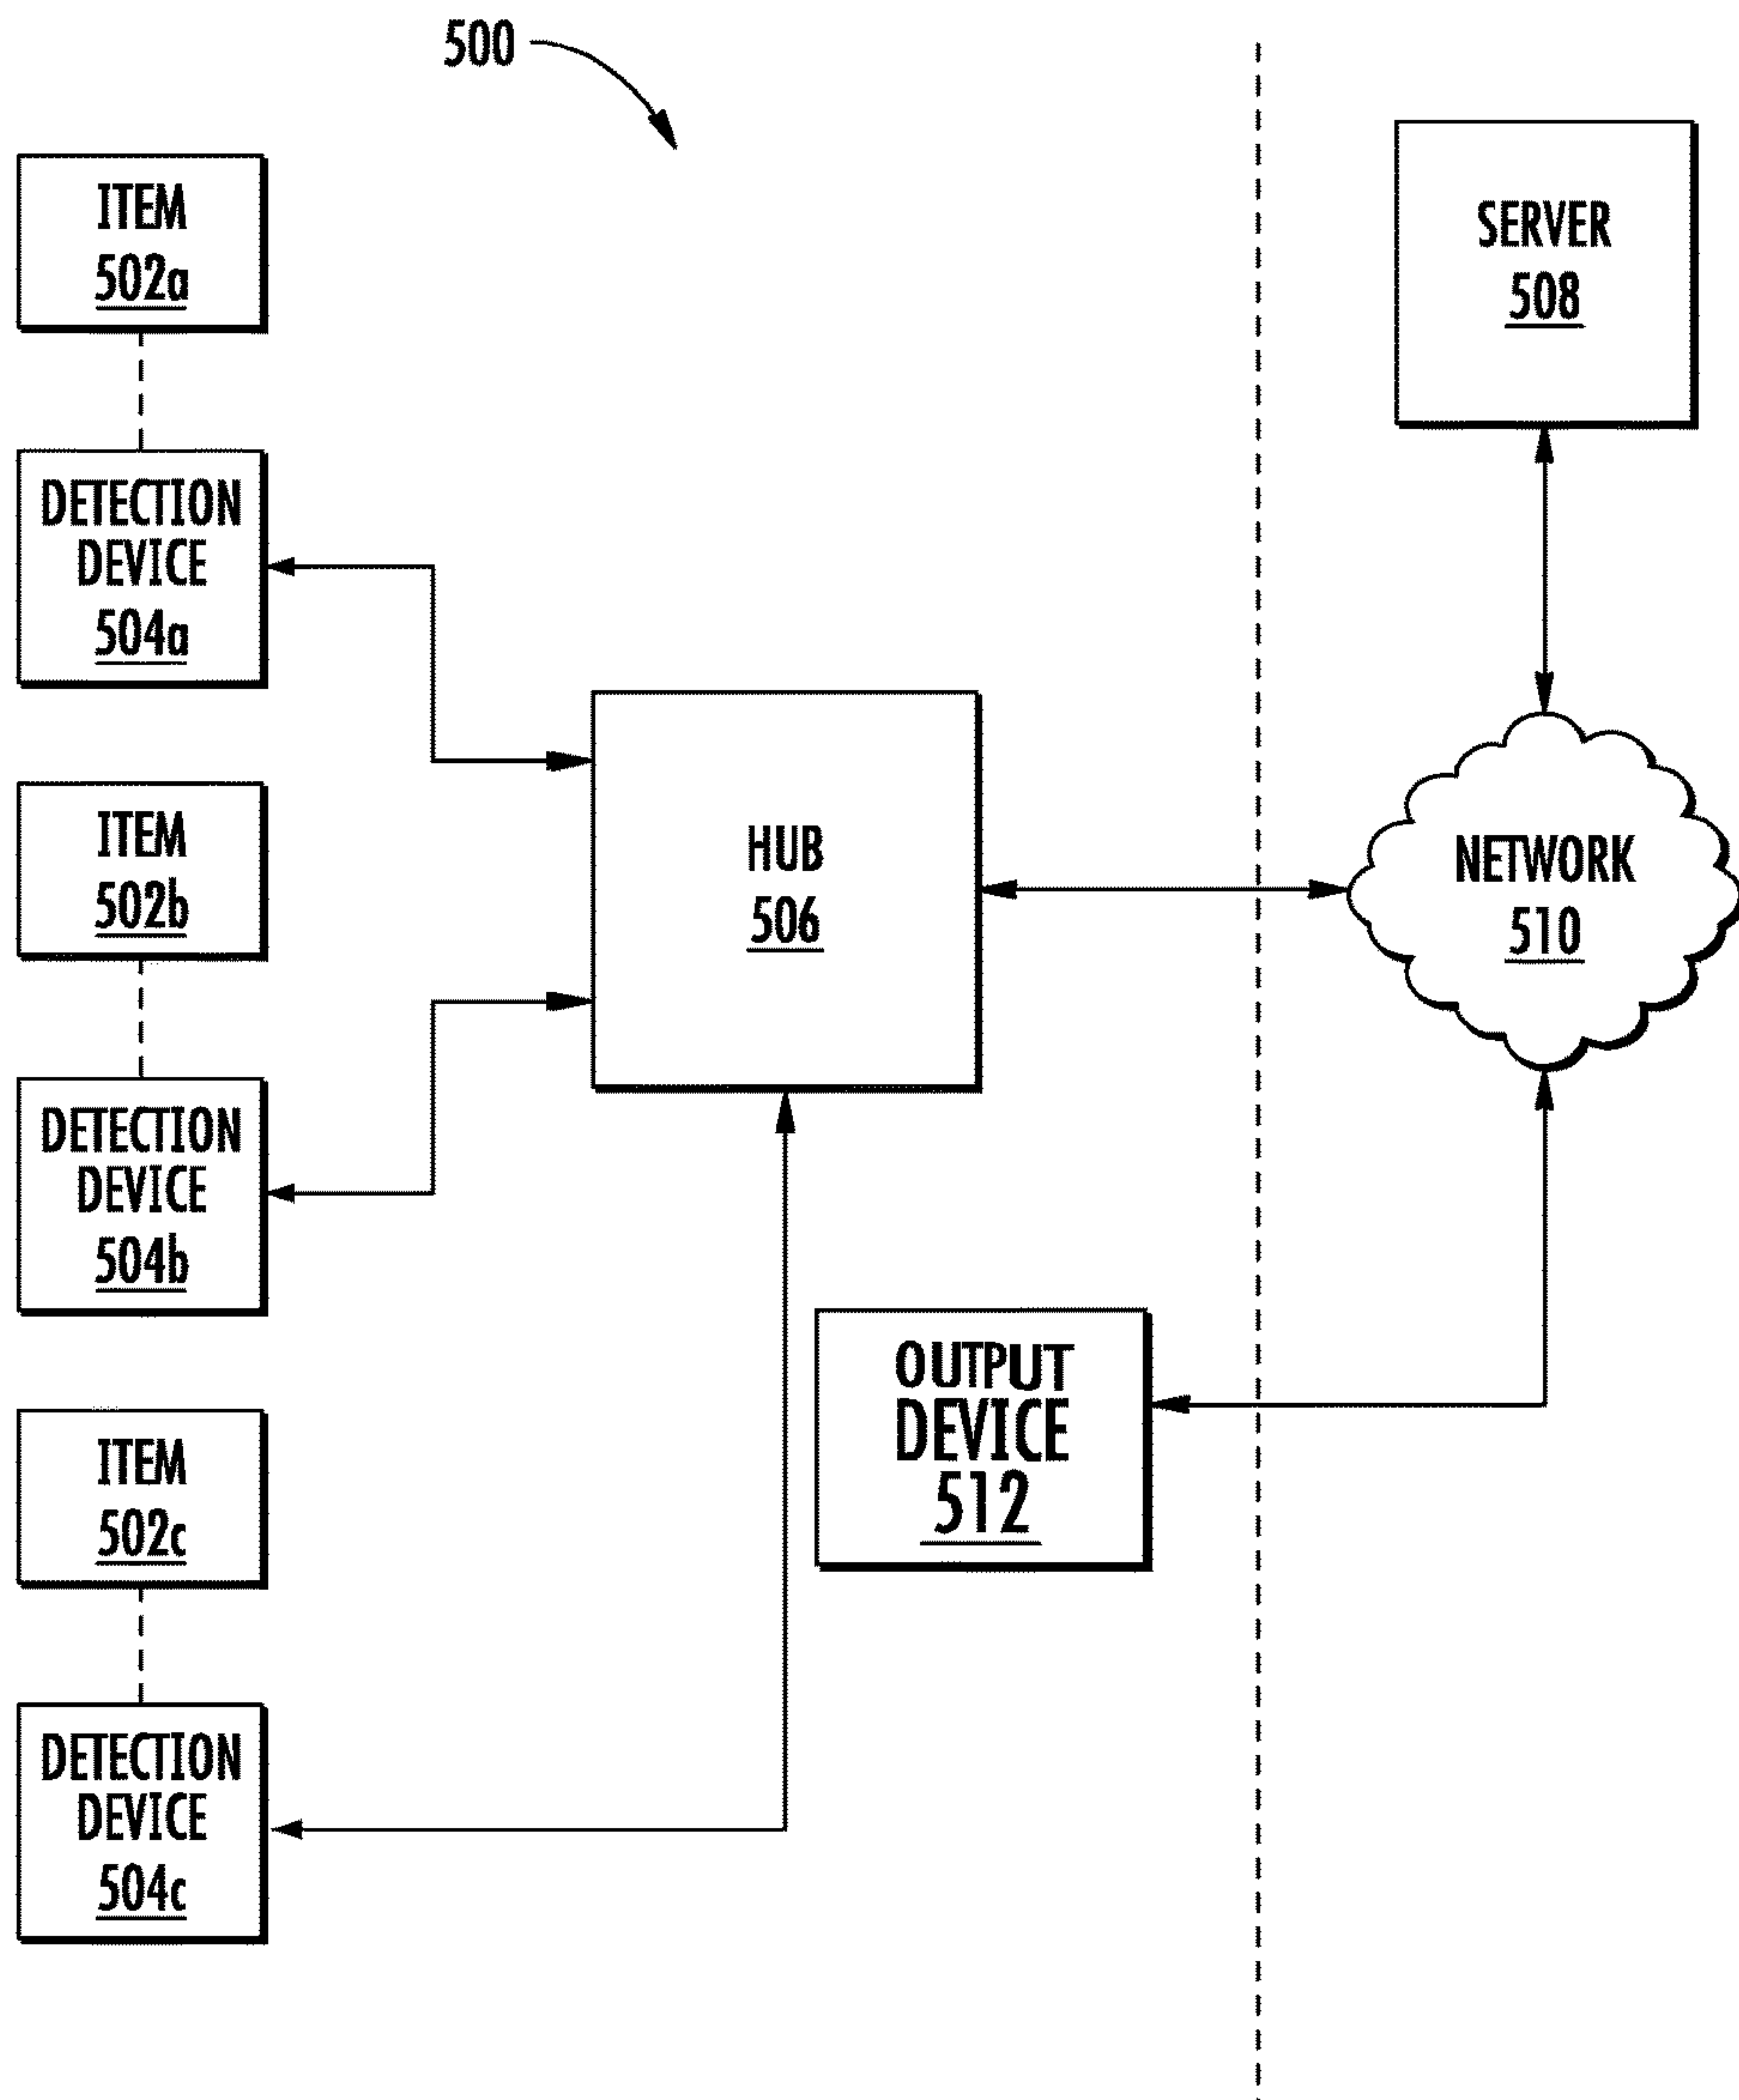 500
ITEM
502a
DETECTION
DEVICE
504a
ITEM
502b
DETECTION
DEVICE
504b
ITEM
502c
DETECTION
DEVICE
504c
HUB
506
OUTPUT
DEVICE
512
SERVER
508
NETWORK
510